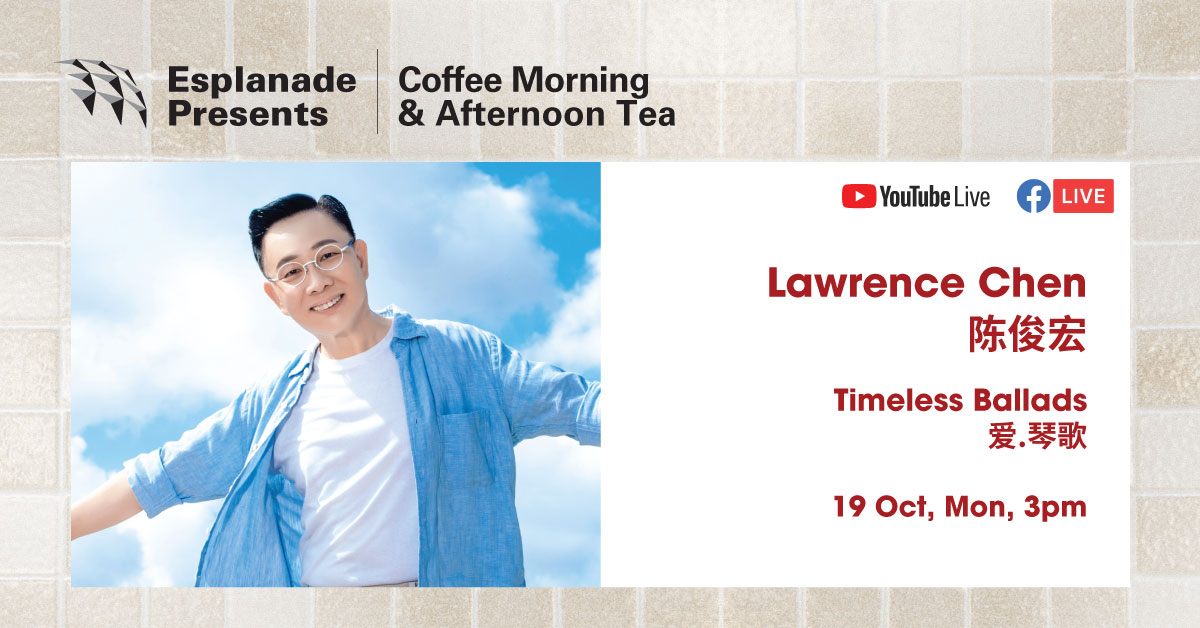 Esplanade
Presents
Coffee Morning
& Afternoon Tea
YouTube Live
LIVE
Lawrence Chen
陈俊宏
Timeless Ballads
爱.琴歌
19 Oct, Mon, 3pm